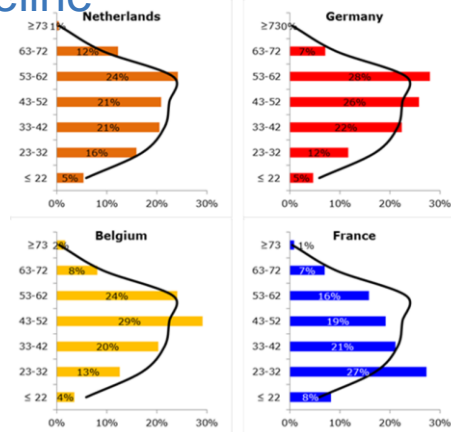 eline
Netherlands
≥73 1%
63-72 12%
53-62 24%
43-52 21%
33-42 21%
23-32 16%
≤ 22 5%
0% 10% 20% 30%
Germany
≥73 0%
63-72 7%
53-62 28%
43-52 26%
33-42 22%
23-32 12%
≤ 22 5%
0% 10% 20% 30%
Belgium
≥73 2%
63-72 8%
53-62 24%
43-52 29%
33-42 20%
23-32 13%
≤ 22 4%
0% 10% 20% 30%
France
≥73 1%
63-72 7%
53-62 16%
43-52 19%
33-42 21%
23-32 27%
≤ 22 8%
0% 10% 20% 30%